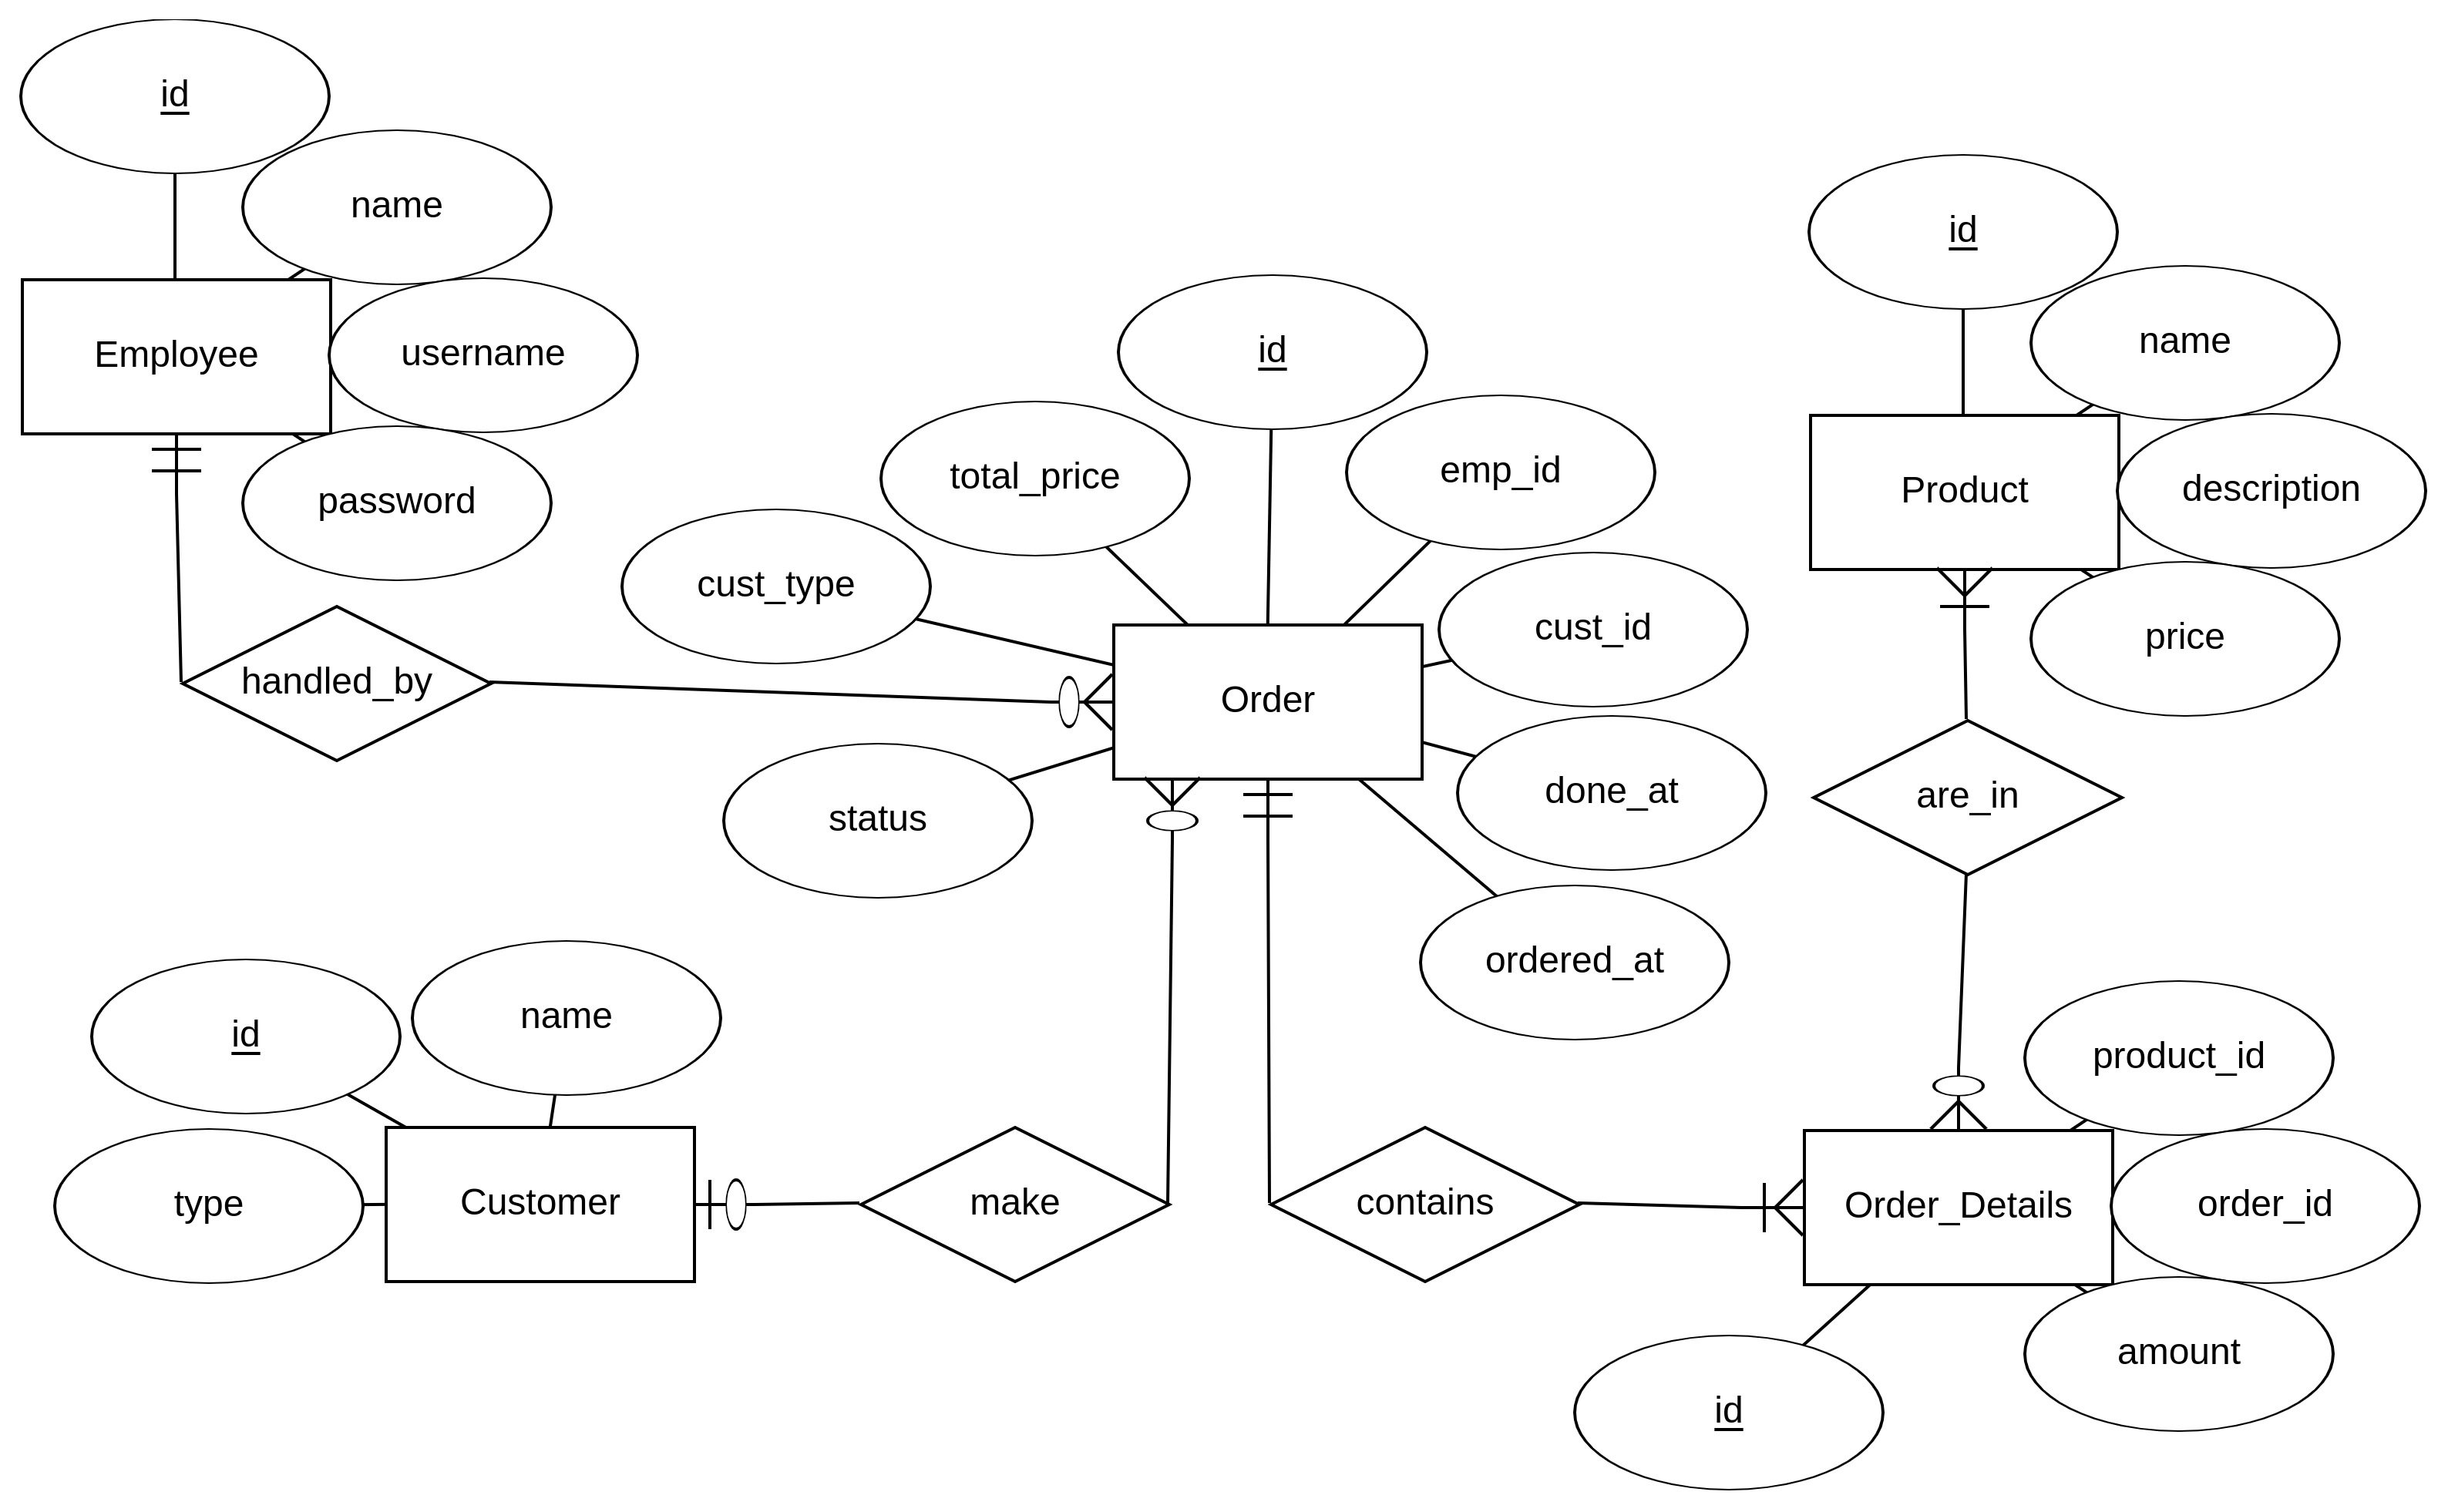 id
name
Employee
username
password
handled_by
id
total_price
emp_id
cust_type
cust_id
Order
status
done_at
ordered_at
id
name
Product
description
price
are_in
id
name
type
Customer
make
contains
Order_Details
product_id
order_id
amount
id